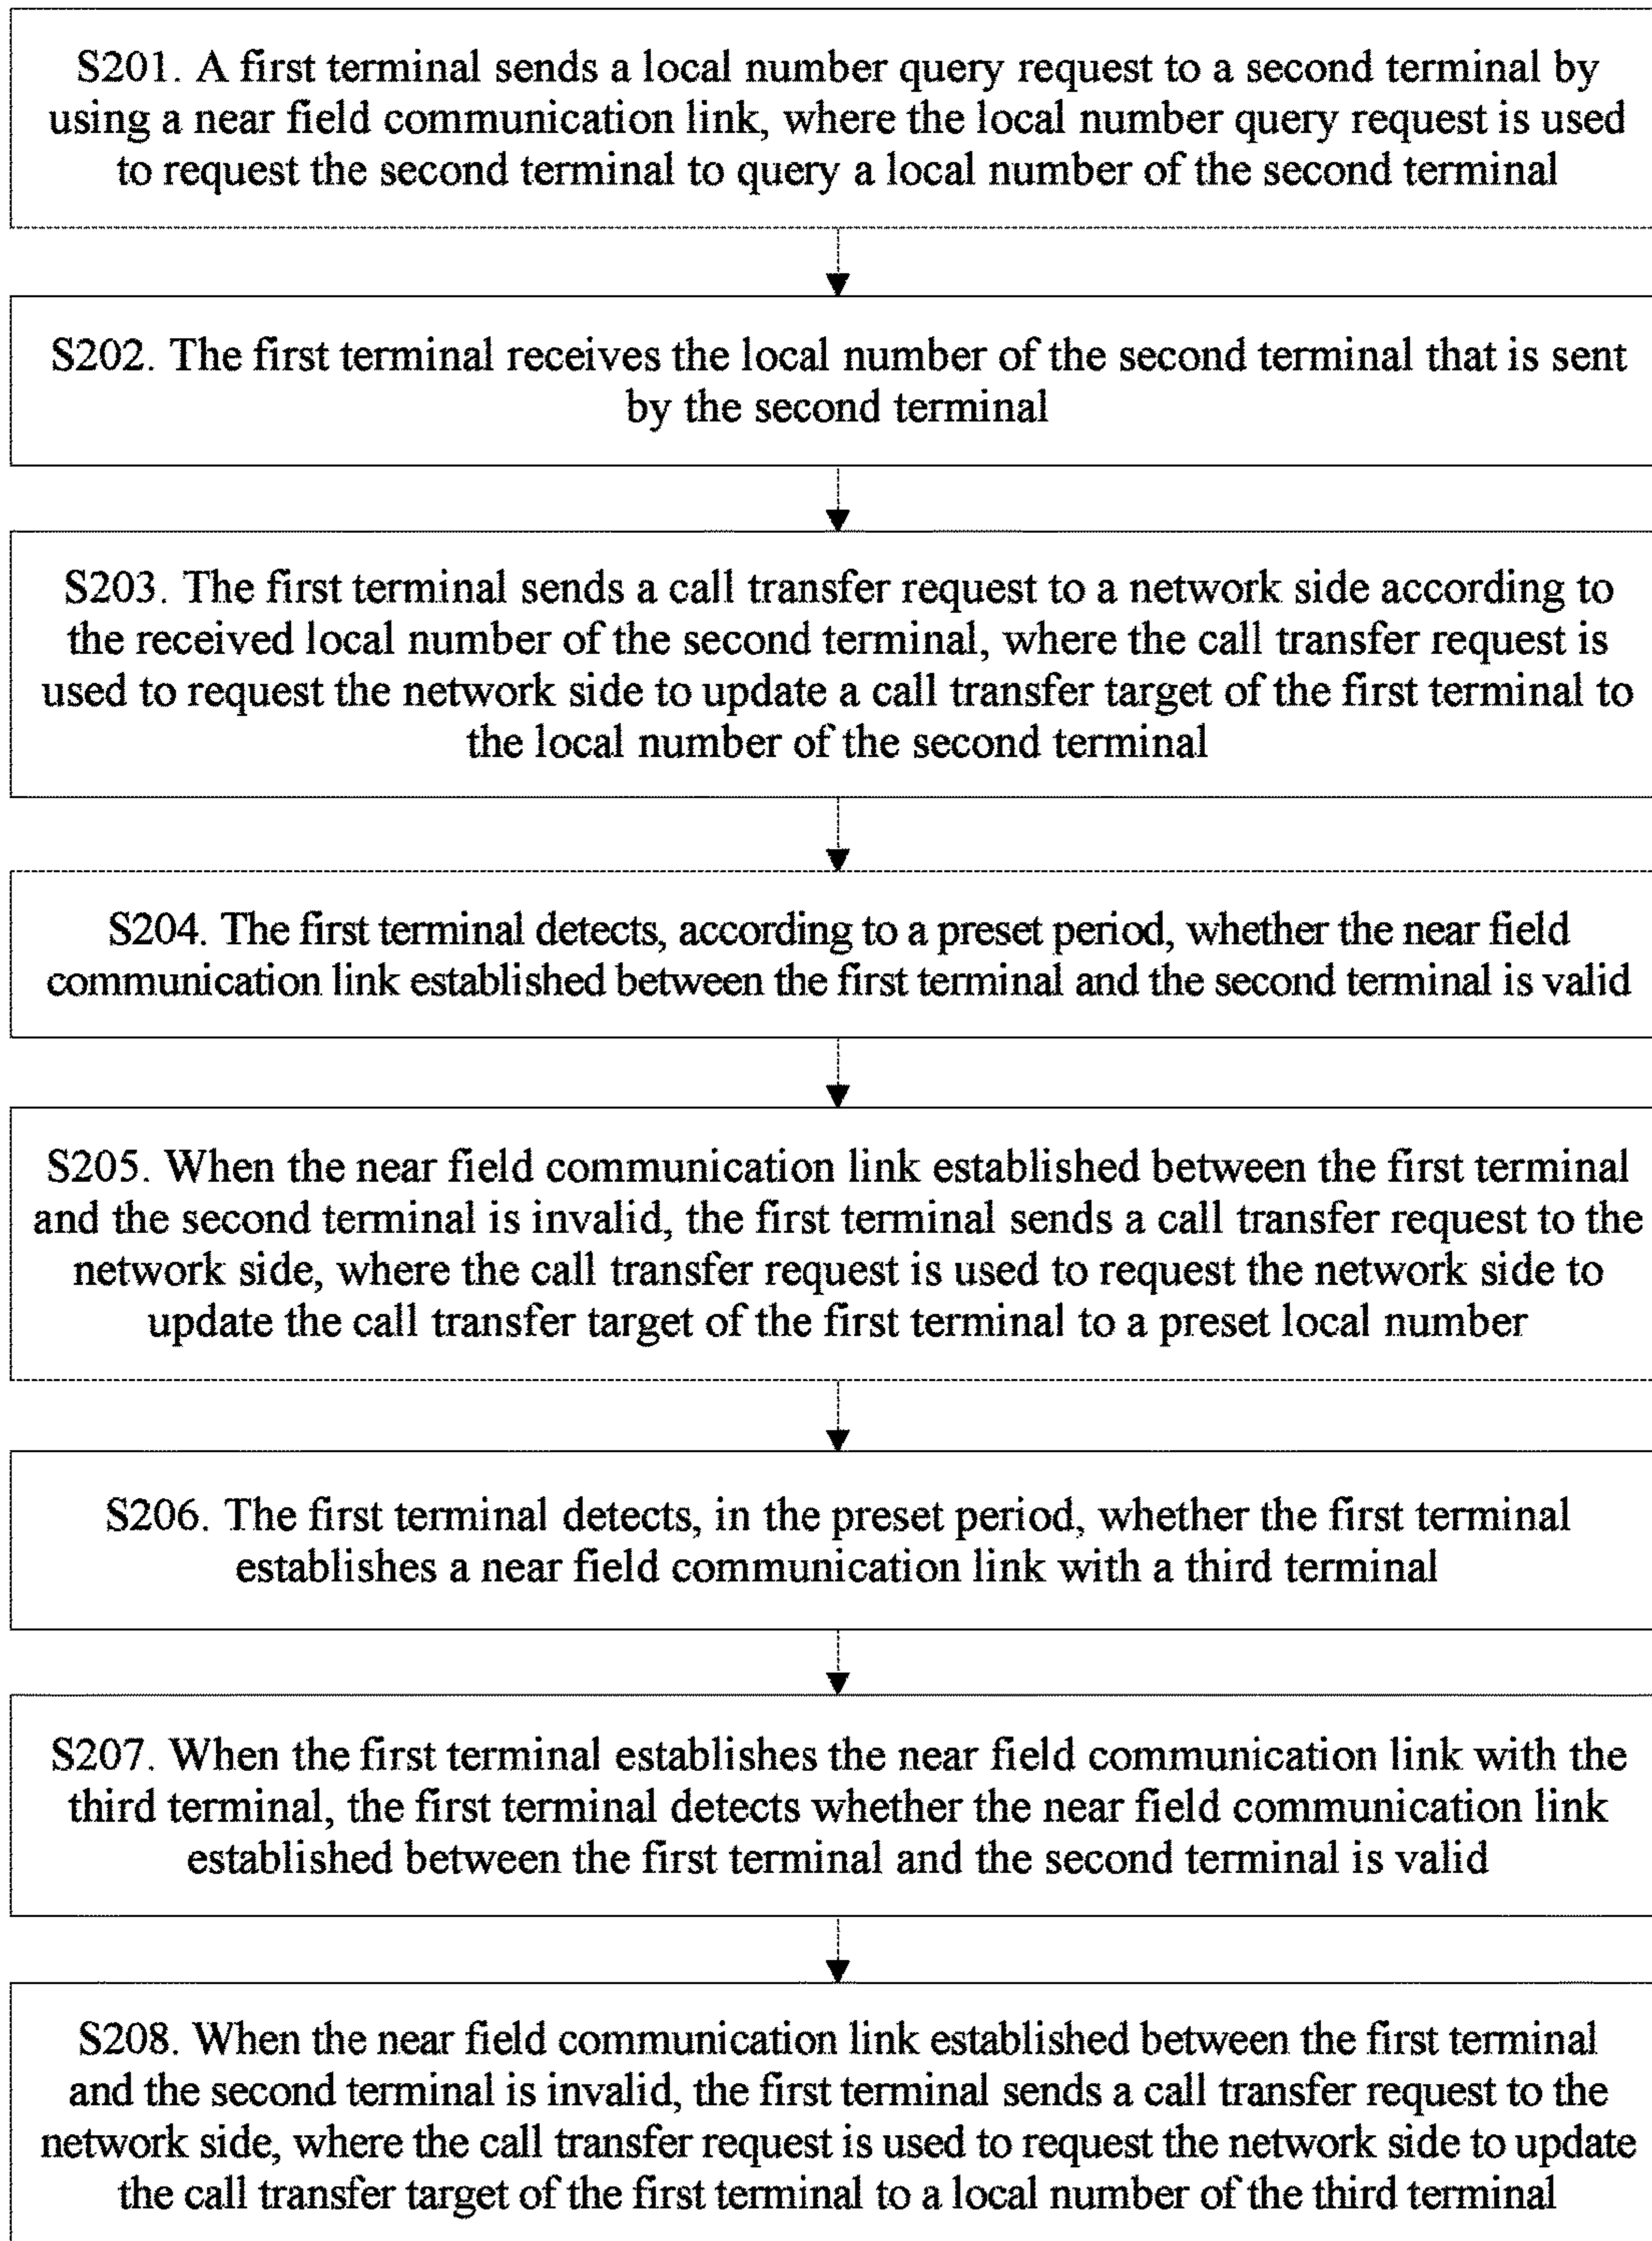 S201. A first terminal sends a local number query request to a second terminal by
using a near field communication link, where the local number query request is used
to request the second terminal to query a local number of the second terminal
S202. The first terminal receives the local number of the second terminal that is sent
by the second terminal
S203. The first terminal sends a call transfer request to a network side according to
the received local number of the second terminal, where the call transfer request is
used to request the network side to update a call transfer target of the first terminal to
the local number of the second terminal
S204. The first terminal detects, according to a preset period, whether the near field
communication link established between the first terminal and the second terminal is valid
S205. When the near field communication link established between the first terminal
and the second terminal is invalid, the first terminal sends a call transfer request to the
network side, where the call transfer request is used to request the network side to
update the call transfer target of the first terminal to a preset local number
S206. The first terminal detects, in the preset period, whether the first terminal
establishes a near field communication link with a third terminal
S207. When the first terminal establishes the near field communication link with the
third terminal, the first terminal detects whether the near field communication link
established between the first terminal and the second terminal is valid
S208. When the near field communication link established between the first terminal
and the second terminal is invalid, the first terminal sends a call transfer request to the
network side, where the call transfer request is used to request the network side to update
the call transfer target of the first terminal to a local number of the third terminal